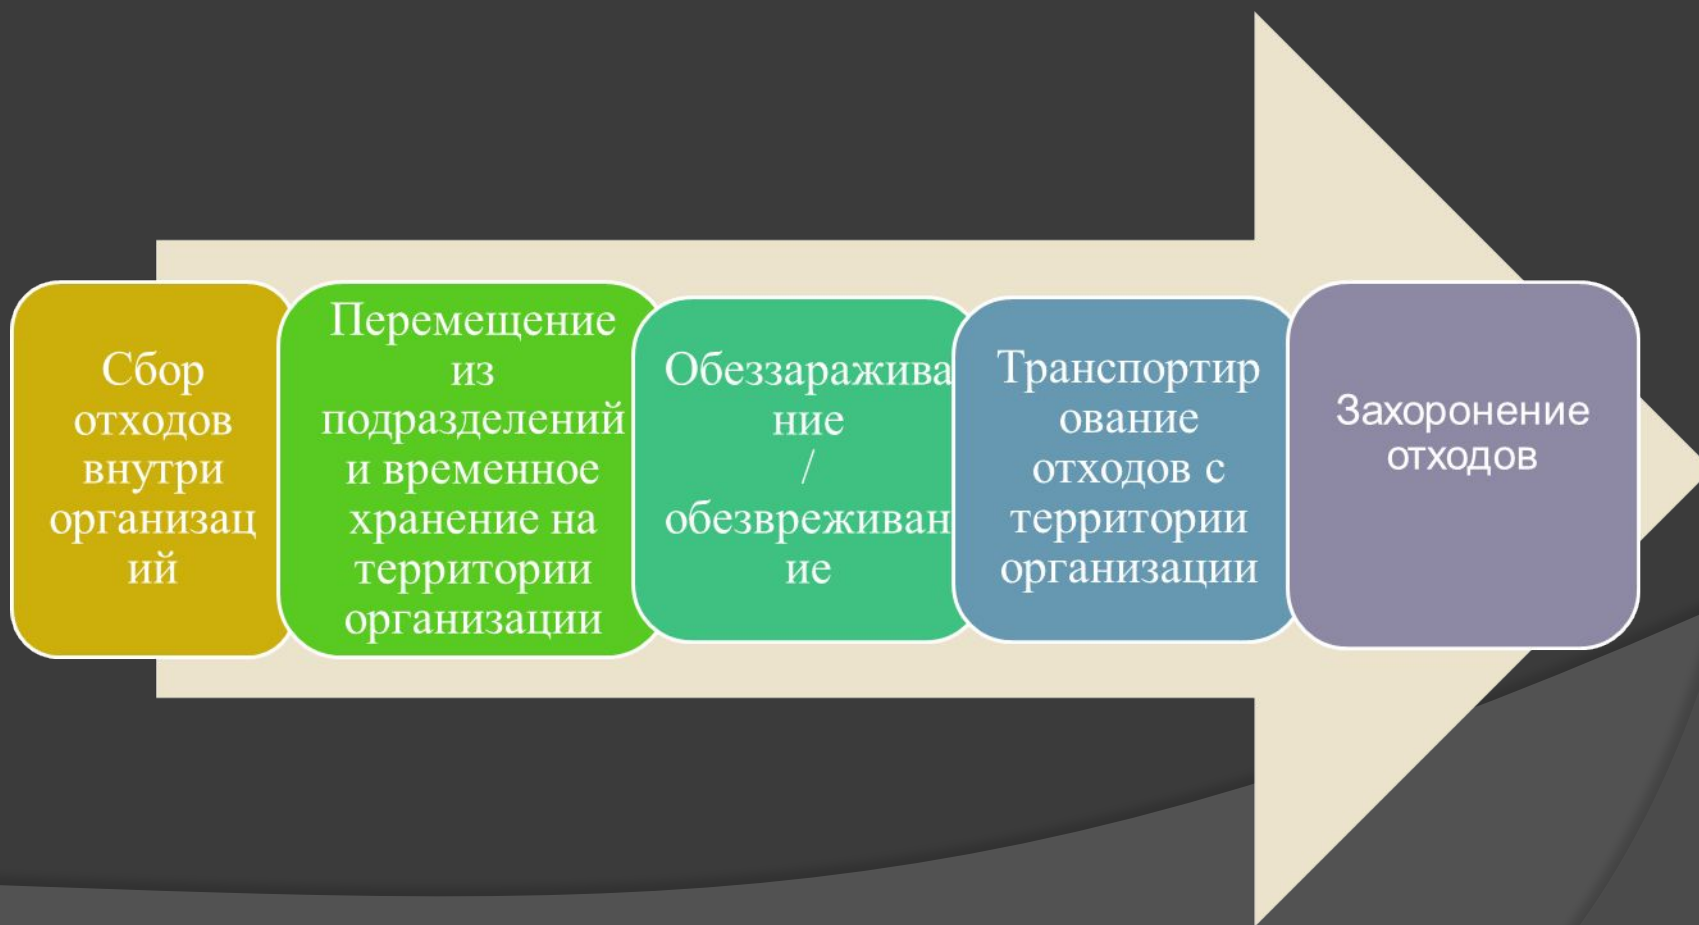 Сбор
отходов
внутри
организац
ий
Перемещение
из
подразделений
и временное
хранение на
территории
организации
Обеззаражива
ние
/
обезвреживан
ие
Транспортир
ование
отходов с
территории
организации
Захоронение
отходов